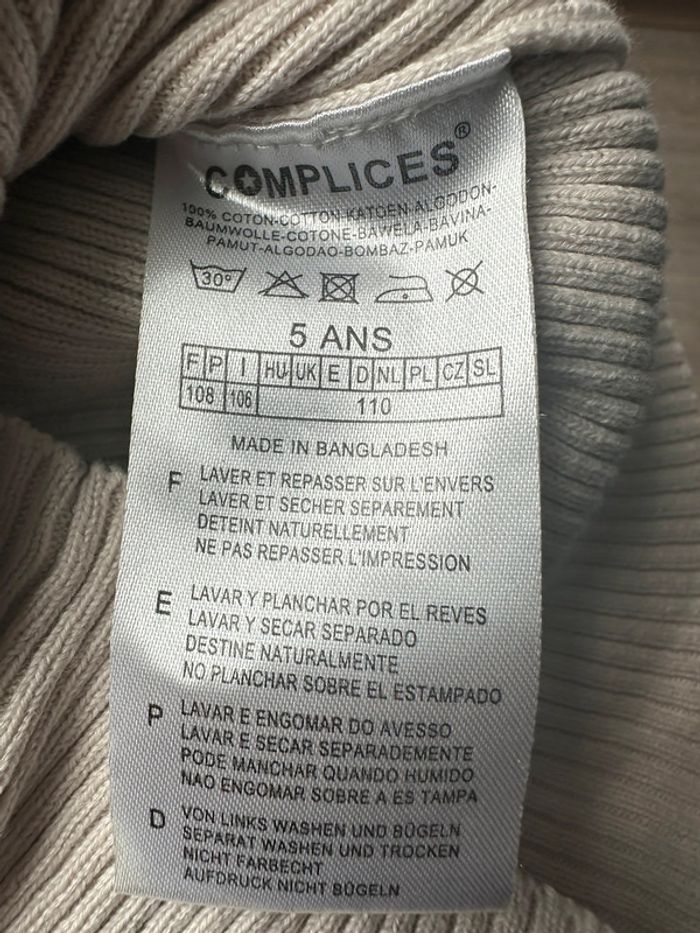 COMPLICES®
100% COTON-COTTON-KATOEN-ALGODON-
BAUMWOLLE-COTONE-BAWELA-BAVINA-
PAMUT-ALGODAO-BOMBAZ-PAMUK
30°
5 ANS
F P I HU UK E D NL PL CZ SL
108 106 110
MADE IN BANGLADESH
F LAVER ET REPASSER SUR L'ENVERS
LAVER ET SECHER SEPAREMENT
DETEINT NATURELLEMENT
NE PAS REPASSER L'IMPRESSION
E LAVAR Y PLANCHAR POR EL REVES
LAVAR Y SECAR SEPARADO
DESTINE NATURALMENTE
NO PLANCHAR SOBRE EL ESTAMPADO
P LAVAR E ENGOMAR DO AVESSO
LAVAR E SECAR SEPARADEMENTE
PODE MANCHAR QUANDO HUMIDO
NAO ENGOMAR SOBRE A ES TAMPA
D VON LINKS WASHEN UND BÜGELN
SEPARAT WASHEN UND TROCKEN
NICHT FARBECHT
AUFDRUCK NICHT BÜGELN